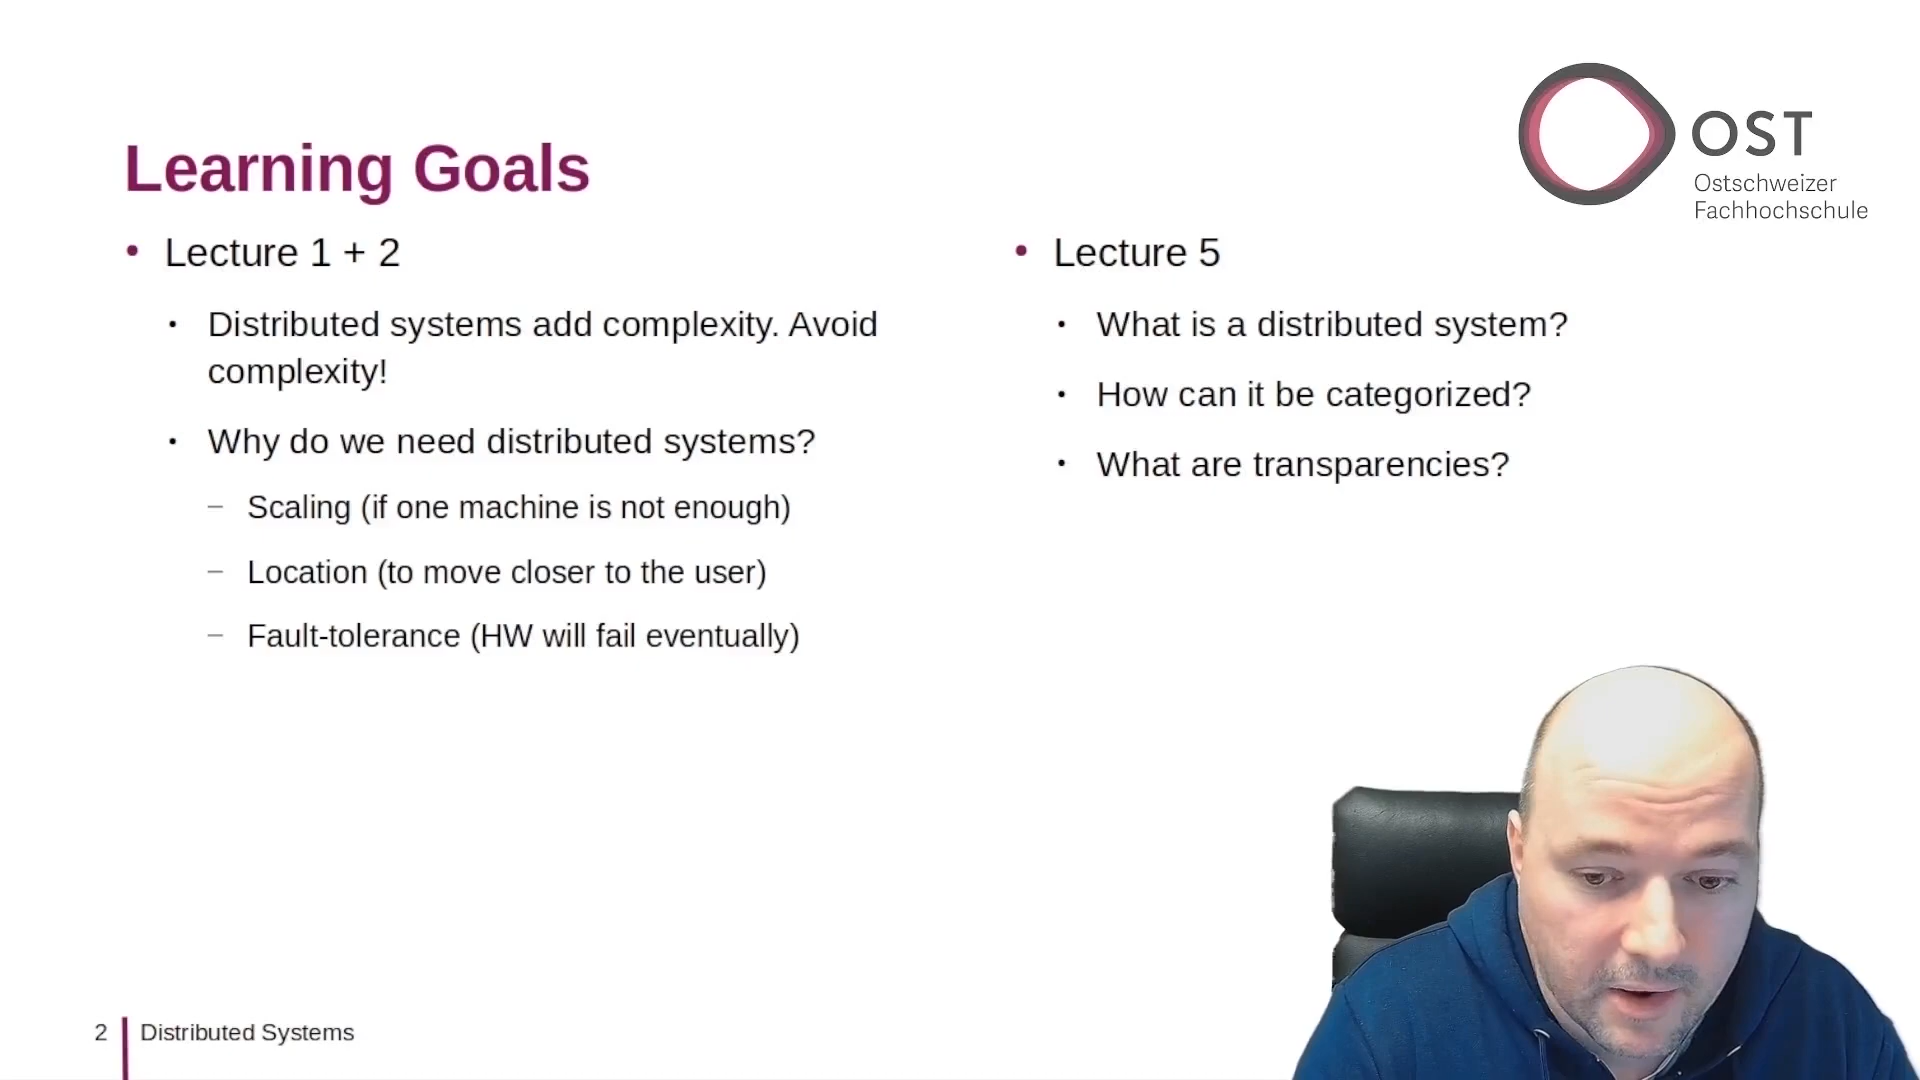 OST
Ostschweizer
Fachhochschule
Learning Goals
• Lecture 1 + 2
• Distributed systems add complexity. Avoid
complexity!
• Why do we need distributed systems?
– Scaling (if one machine is not enough)
– Location (to move closer to the user)
– Fault-tolerance (HW will fail eventually)
• Lecture 5
• What is a distributed system?
• How can it be categorized?
• What are transparencies?
2 Distributed Systems